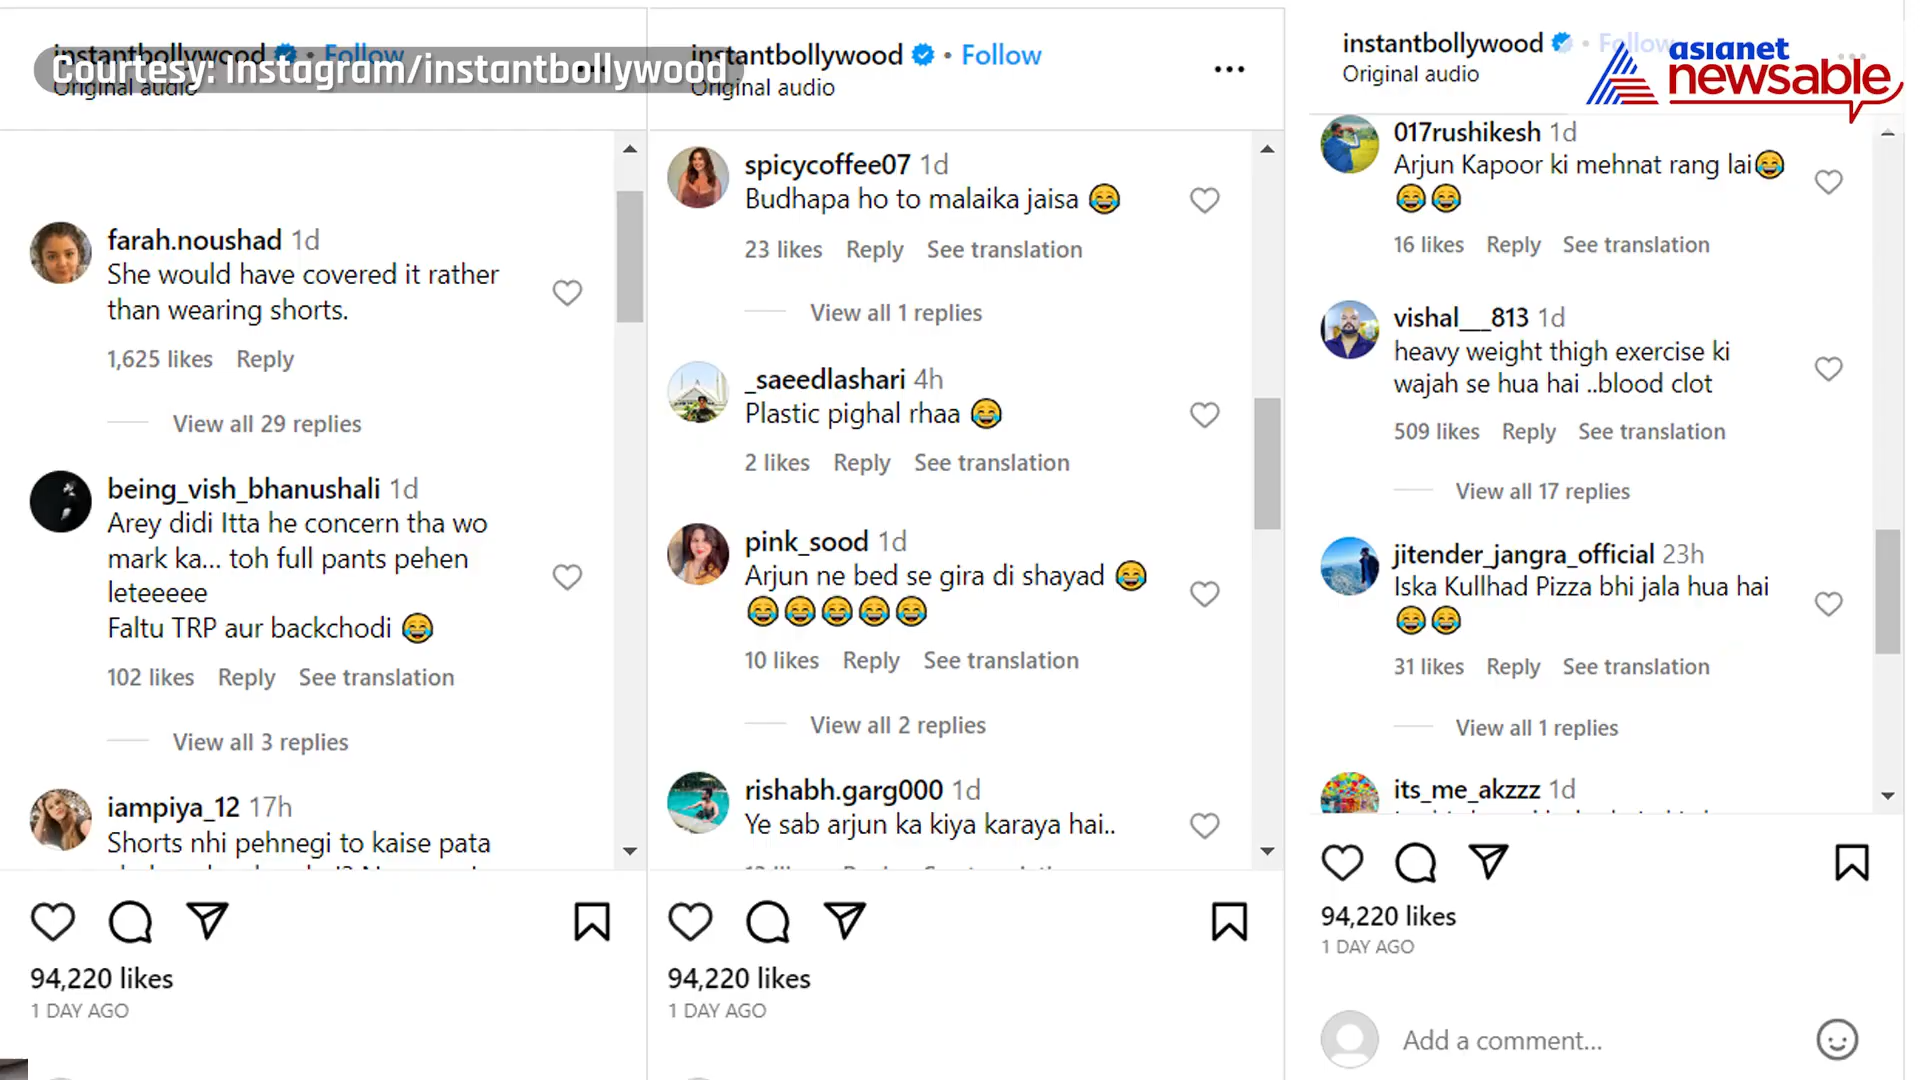 instantbollywood • Follow
Original audio
Courtesy: Instagram/instantbollywood
farah.noushad 1d
She would have covered it rather
than wearing shorts.
1,625 likes Reply
View all 29 replies
being_vish_bhanushali 1d
Arey didi Itta he concern tha wo
mark ka... toh full pants pehen
leteeeee
Faltu TRP aur backchodi 😂
102 likes Reply See translation
View all 3 replies
iampiya_12 17h
Shorts nhi pehnegi to kaise pata
94,220 likes
1 DAY AGO
instantbollywood • Follow
Original audio
spicycoffee07 1d
Budhapa ho to malaika jaisa 😂
23 likes Reply See translation
View all 1 replies
_saeedlashari 4h
Plastic pighal rhaa 😂
2 likes Reply See translation
pink_sood 1d
Arjun ne bed se gira di shayad 😂
😂😂😂😂😂
10 likes Reply See translation
View all 2 replies
rishabh.garg000 1d
Ye sab arjun ka kiya karaya hai..
94,220 likes
1 DAY AGO
instantbollywood • Follow
Original audio
asianet
newsable
017rushikesh 1d
Arjun Kapoor ki mehnat rang lai😂
😂😂
16 likes Reply See translation
vishal___813 1d
heavy weight thigh exercise ki
wajah se hua hai ..blood clot
509 likes Reply See translation
View all 17 replies
jitender_jangra_official 23h
Iska Kullhad Pizza bhi jala hua hai
😂😂
31 likes Reply See translation
View all 1 replies
its_me_akzzz 1d
94,220 likes
1 DAY AGO
Add a comment...